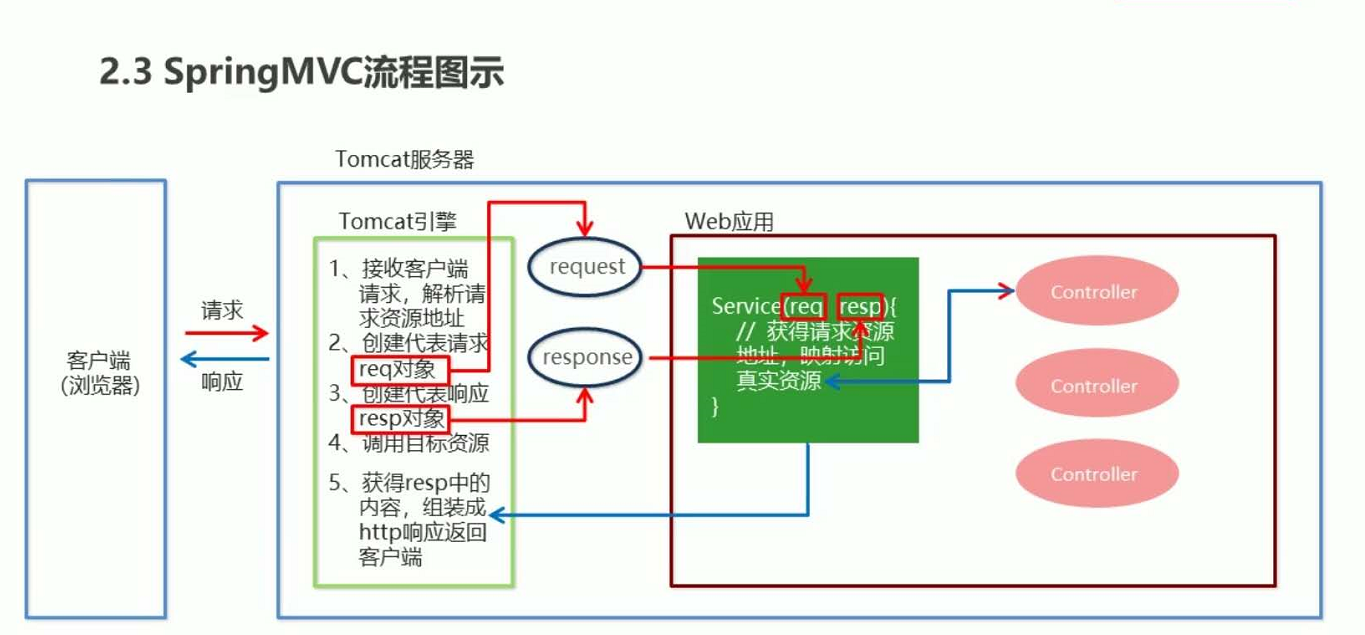 2.3 SpringMVC流程图示
Tomcat服务器
客户端
（浏览器）
请求
响应
Tomcat引擎
1、接收客户端
请求，解析请
求资源地址
2、创建代表请求
req对象
3、创建代表响应
resp对象
4、调用目标资源
5、获得resp中的
内容，组装成
http响应返回
客户端
request
response
Web应用
Service(req resp){
// 获得请求资源
地址，映射访问
真实资源
}
Controller
Controller
Controller